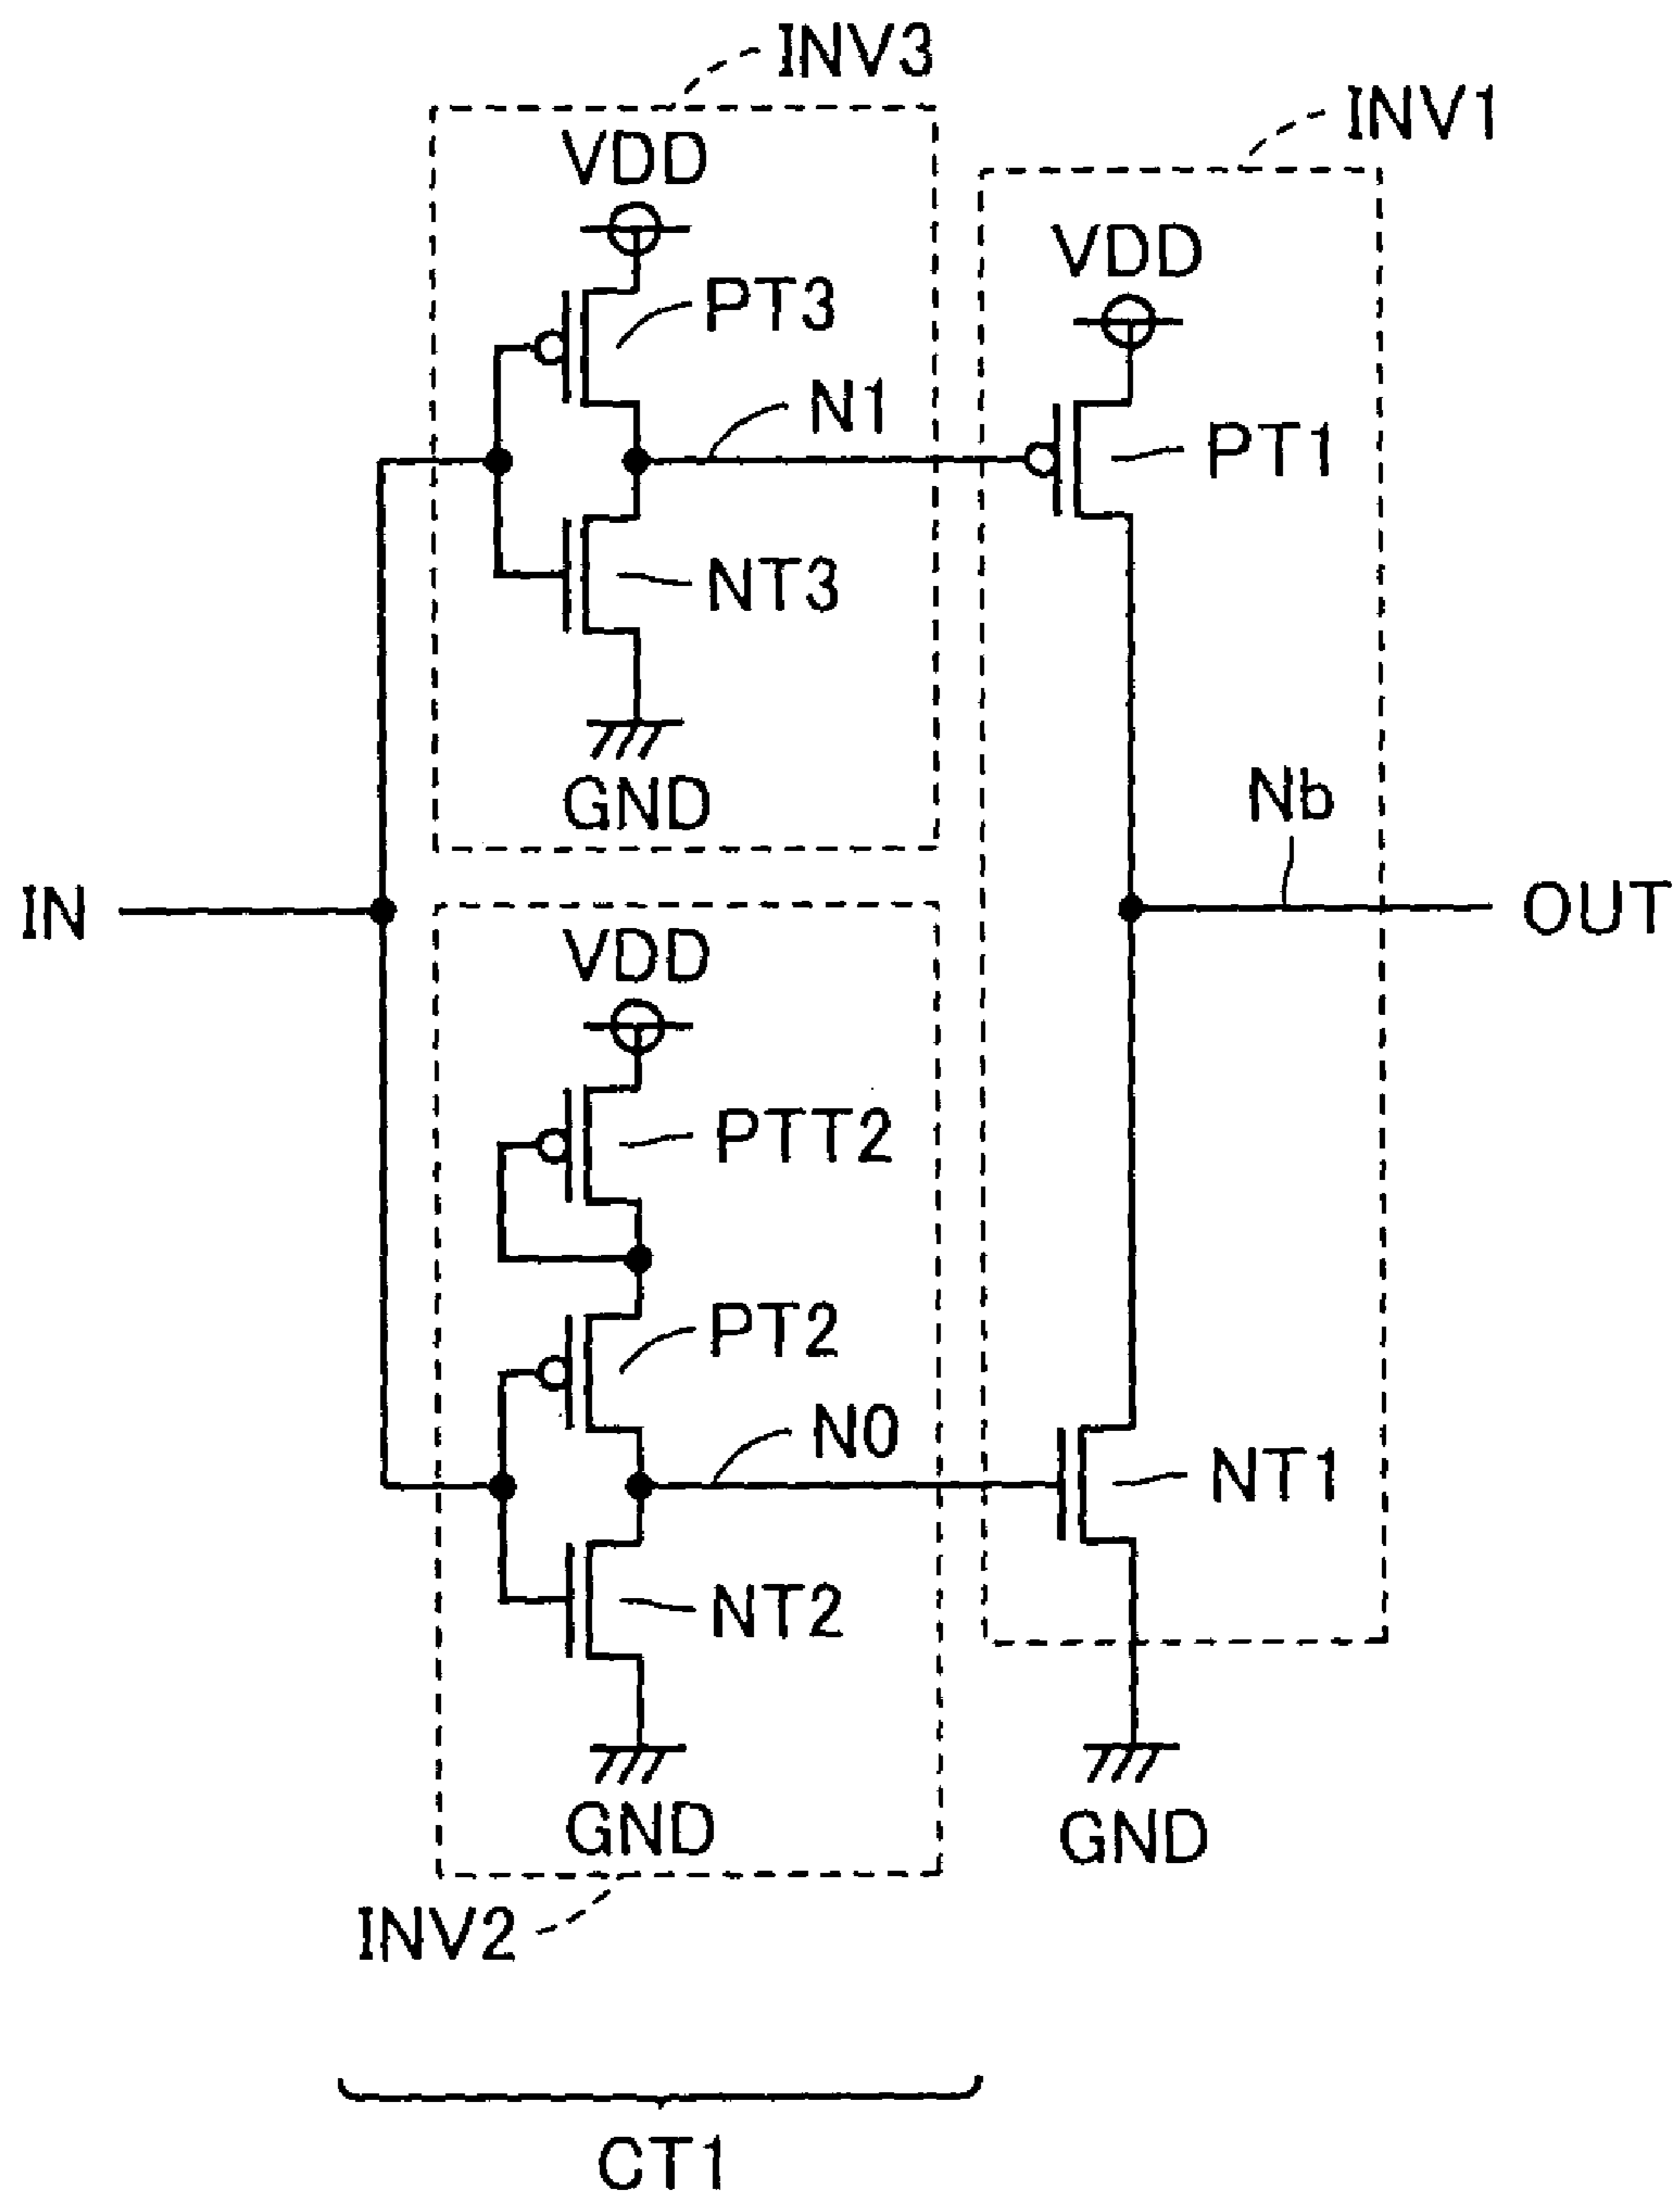 INV3
INV1
VDD
VDD
PT3
N1
PT1
NT3
GND
Nb
IN
OUT
VDD
PTT2
PT2
N0
NT1
NT2
GND
GND
INV2
CT1